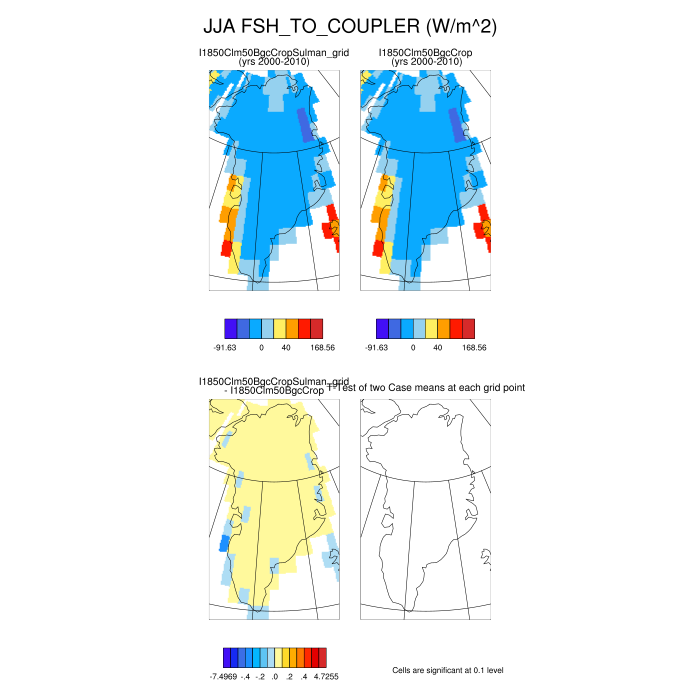 JJA FSH_TO_COUPLER (W/m^2)
I1850Clm50BgcCropSulman_grid
(yrs 2000-2010)
I1850Clm50BgcCrop
(yrs 2000-2010)
-91.63 0 40 168.56
-91.63 0 40 168.56
I1850Clm50BgcCropSulman_grid
- I1850Clm50BgcCrop
T-Test of two Case means at each grid point
-7.4969 -.4 -.2 .0 .2 .4 4.7255
Cells are significant at 0.1 level